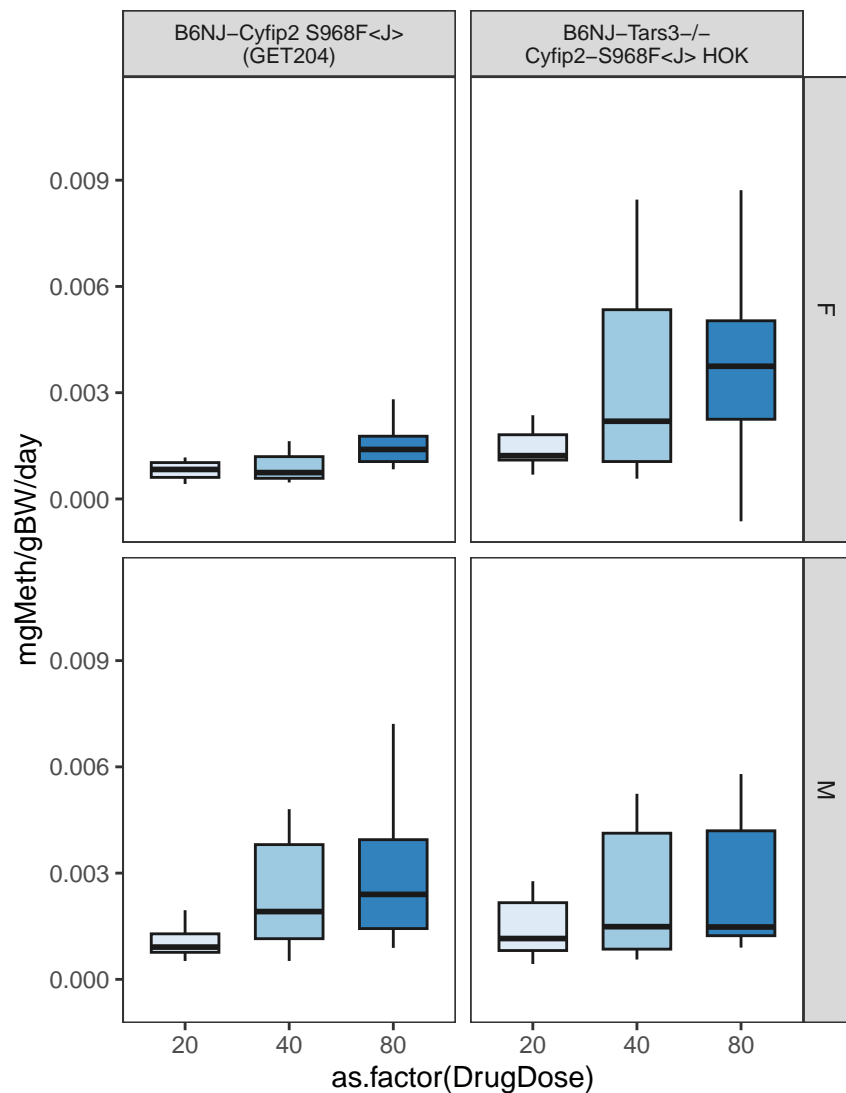 B6NJ−Cyfip2 S968F<J>
(GET204)
B6NJ−Tars3−/−
Cyfip2−S968F<J> HOK
mgMeth/gBW/day
0.009
0.006
0.003
0.000
F
0.009
0.006
0.003
0.000
M
20
40
80
20
40
80
as.factor(DrugDose)